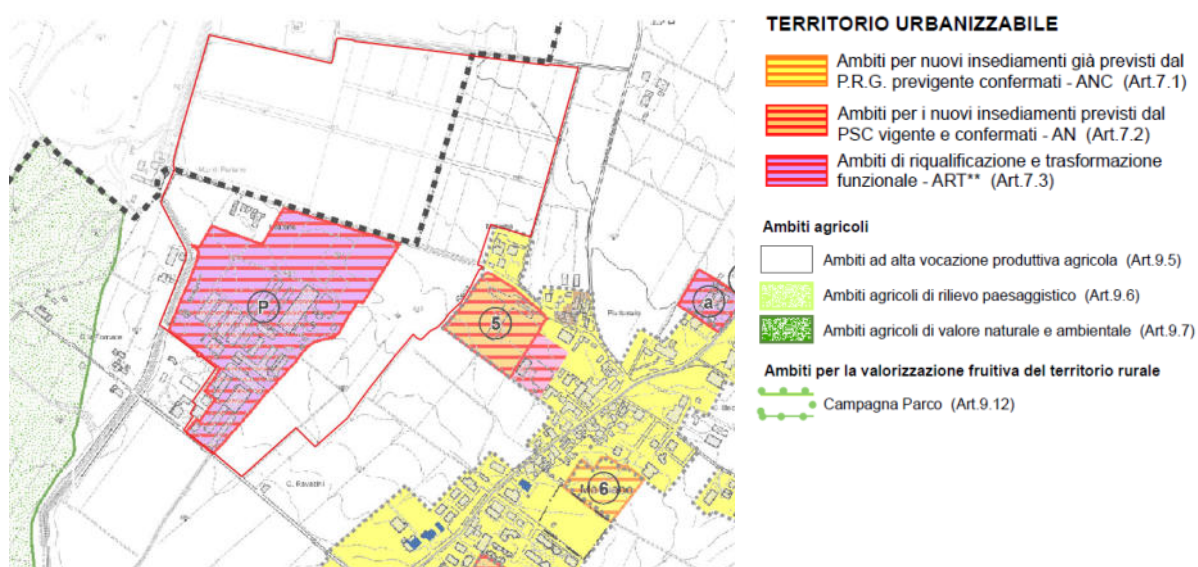 TERRITORIO URBANIZZABILE
Ambiti per nuovi insediamenti già previsti dal
P.R.G. previgente confermati - ANC (Art.7.1)
Ambiti per i nuovi insediamenti previsti dal
PSC vigente e confermati - AN (Art.7.2)
Ambiti di riqualificazione e trasformazione
funzionale - ART** (Art.7.3)
Ambiti agricoli
Ambiti ad alta vocazione produttiva agricola (Art.9.5)
Ambiti agricoli di rilievo paesaggistico (Art.9.6)
Ambiti agricoli di valore naturale e ambientale (Art.9.7)
Ambiti per la valorizzazione fruitiva del territorio rurale
Campagna Parco (Art.9.12)
P
5
a
6
C. Ravaldini